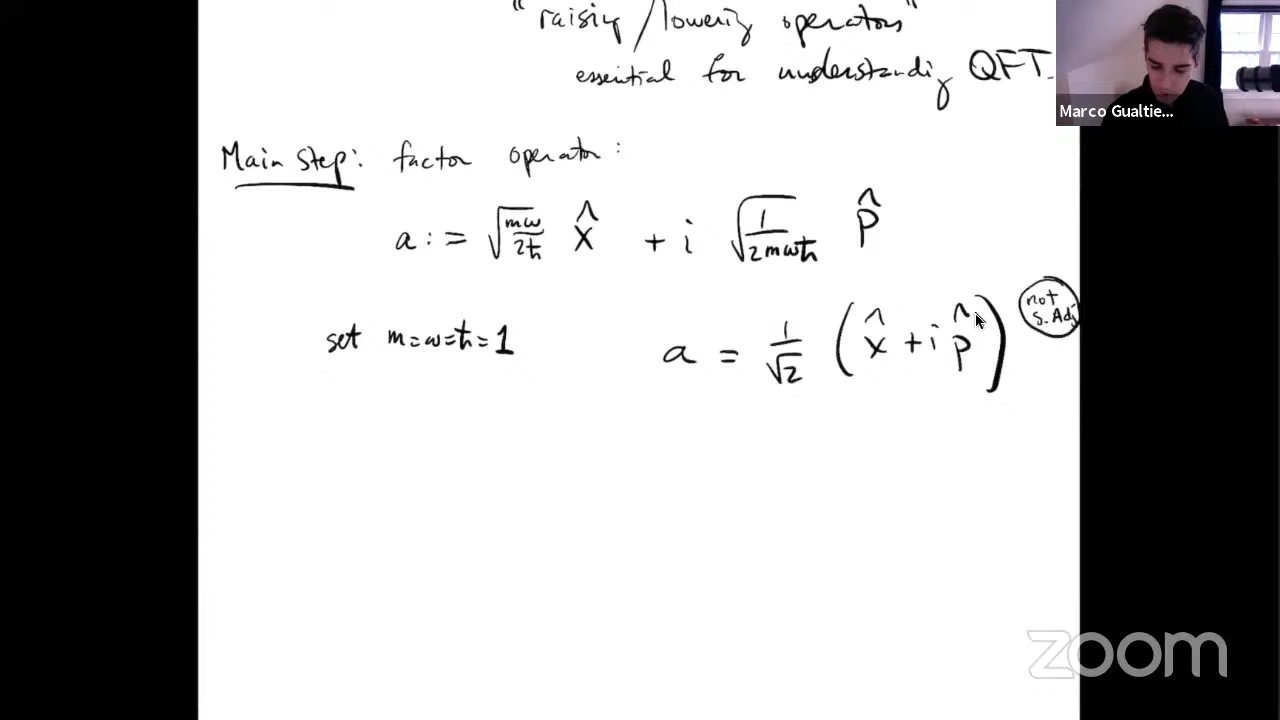 "raising/lowering operators"
essential for understanding QFT.
Marco Gualtie...
Main Step: factor operator:
a := √(mω/2ħ) x̂ + i √(1/2mωħ) p̂
not
s. Adj
set m=ω=ħ=1 a = 1/√2 (x̂ + i p̂)
zoom